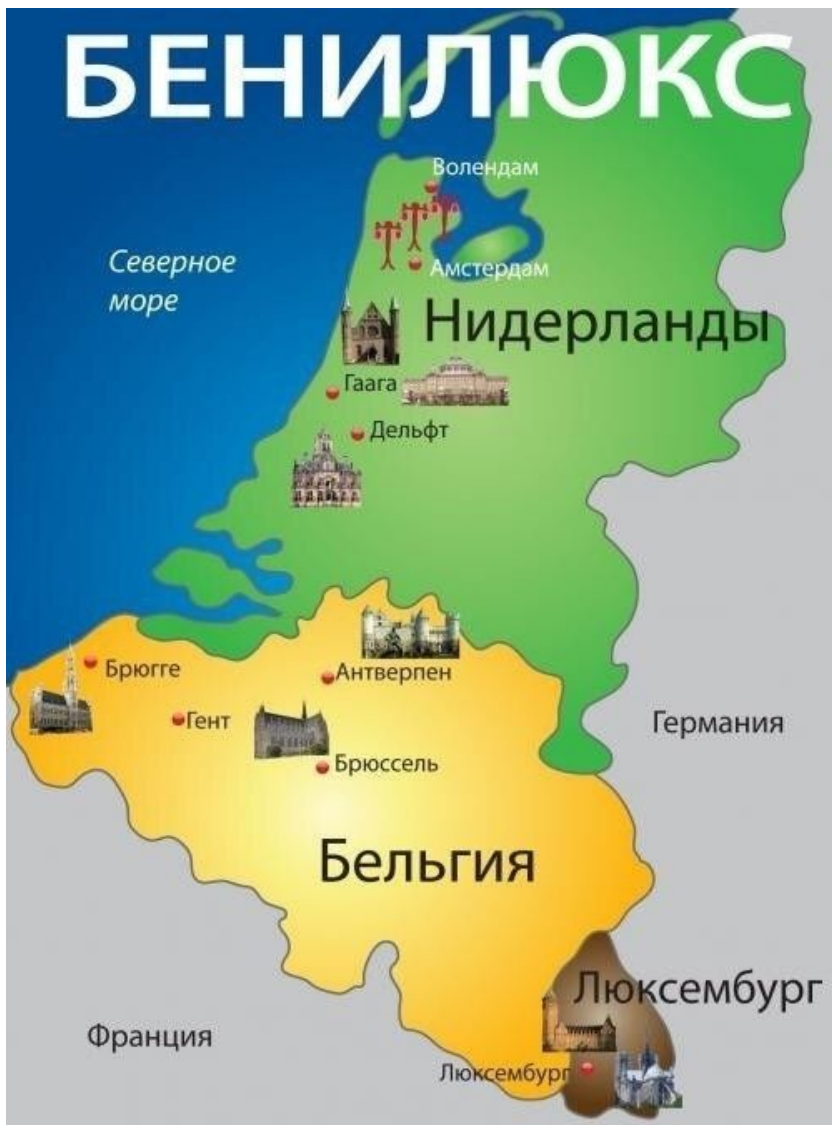 БЕНИЛЮКС
Волендам
Северное
море
Амстердам
Нидерланды
Гаага
Дельфт
Брюгге
Антверпен
Гент
Германия
Брюссель
Бельгия
Люксембург
Франция
Люксембург